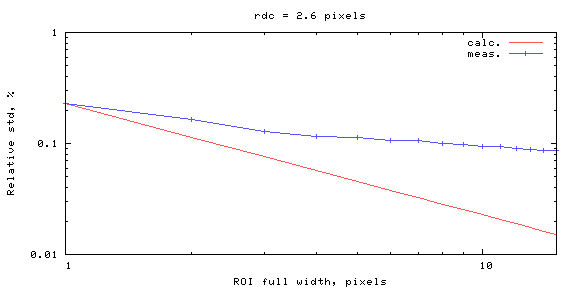 rdc = 2.6 pixels
1
calc.
meas.
Relative std, %
0.1
0.01
1
10
ROI full width, pixels